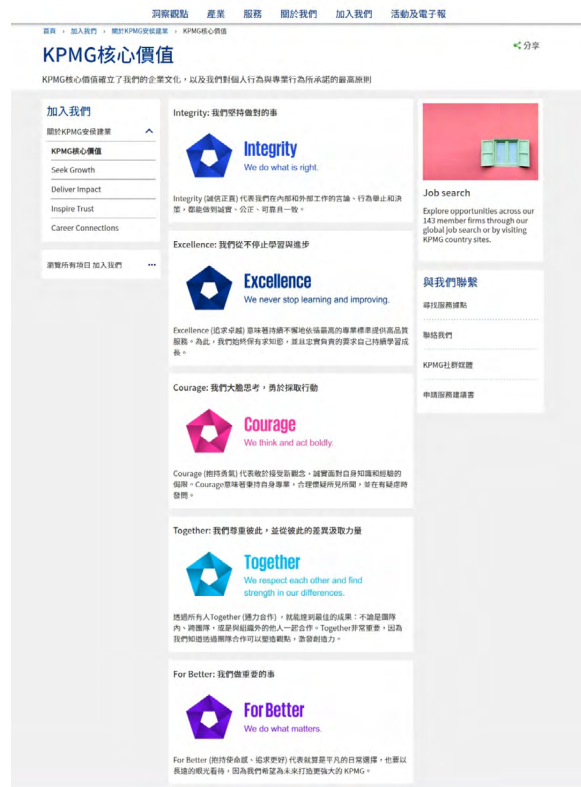 洞察觀點 產業 服務 關於我們 加入我們 活動及電子報
首頁 › 加入我們 › 關於KPMG安侯建業 › KPMG核心價值
KPMG核心價值
分享
KPMG核心價值確立了我們的企業文化，以及我們對個人行為與專業行為所承諾的最高原則
加入我們
關於KPMG安侯建業
KPMG核心價值
Seek Growth
Deliver Impact
Inspire Trust
Career Connections
瀏覽所有項目 加入我們
Integrity: 我們堅持做對的事
Integrity
We do what is right.
Integrity (誠信正直) 代表我們在內部和外部工作的言論、行為舉止和決
策，都能做到誠實、公正、可靠且一致。
Excellence: 我們從不停止學習與進步
Excellence
We never stop learning and improving.
Excellence (追求卓越) 意味著持續不懈地依循最高的專業標準提供高品質
服務。為此，我們始終保有求知慾，並且忠實負責的要求自己持續學習成
長。
Courage: 我們大膽思考，勇於採取行動
Courage
We think and act boldly.
Courage (抱持勇氣) 代表敢於接受新觀念，誠實面對自身知識和經驗的
侷限。Courage意味著秉持自身專業，合理懷疑所見所聞，並在有疑慮時
發問。
Together: 我們尊重彼此，並從彼此的差異汲取力量
Together
We respect each other and find
strength in our differences.
透過所有人Together (通力合作) ，就能達到最佳的成果：不論是團隊
內、跨團隊，或是與組織外的他人一起合作。Together非常重要，因為
我們知道透過團隊合作可以塑造觀點，激發創造力。
For Better: 我們做重要的事
For Better
We do what matters.
For Better (抱持使命感、追求更好) 代表就算是平凡的日常選擇，也要以
長遠的眼光看待，因為我們希望為未來打造更強大的 KPMG。
Job search
Explore opportunities across our
143 member firms through our
global job search or by visiting
KPMG country sites.
與我們聯繫
尋找服務據點
聯絡我們
KPMG社群媒體
申請服務建議書